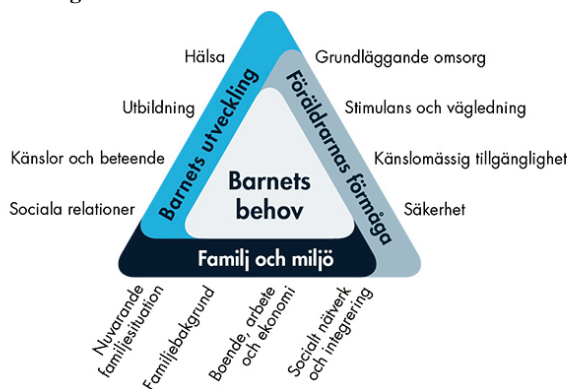 Hälsa
Grundläggande omsorg
Utbildning
Stimulans och vägledning
Känslor och beteende
Känslomässig tillgänglighet
Sociala relationer
Säkerhet
Barnets utveckling
Föräldrarnas förmåga
Barnets
behov
Familj och miljö
Nuvarande
familjesituation
Familjebakgrund
Boende, arbete
och ekonomi
Socialt nätverk
och integrering